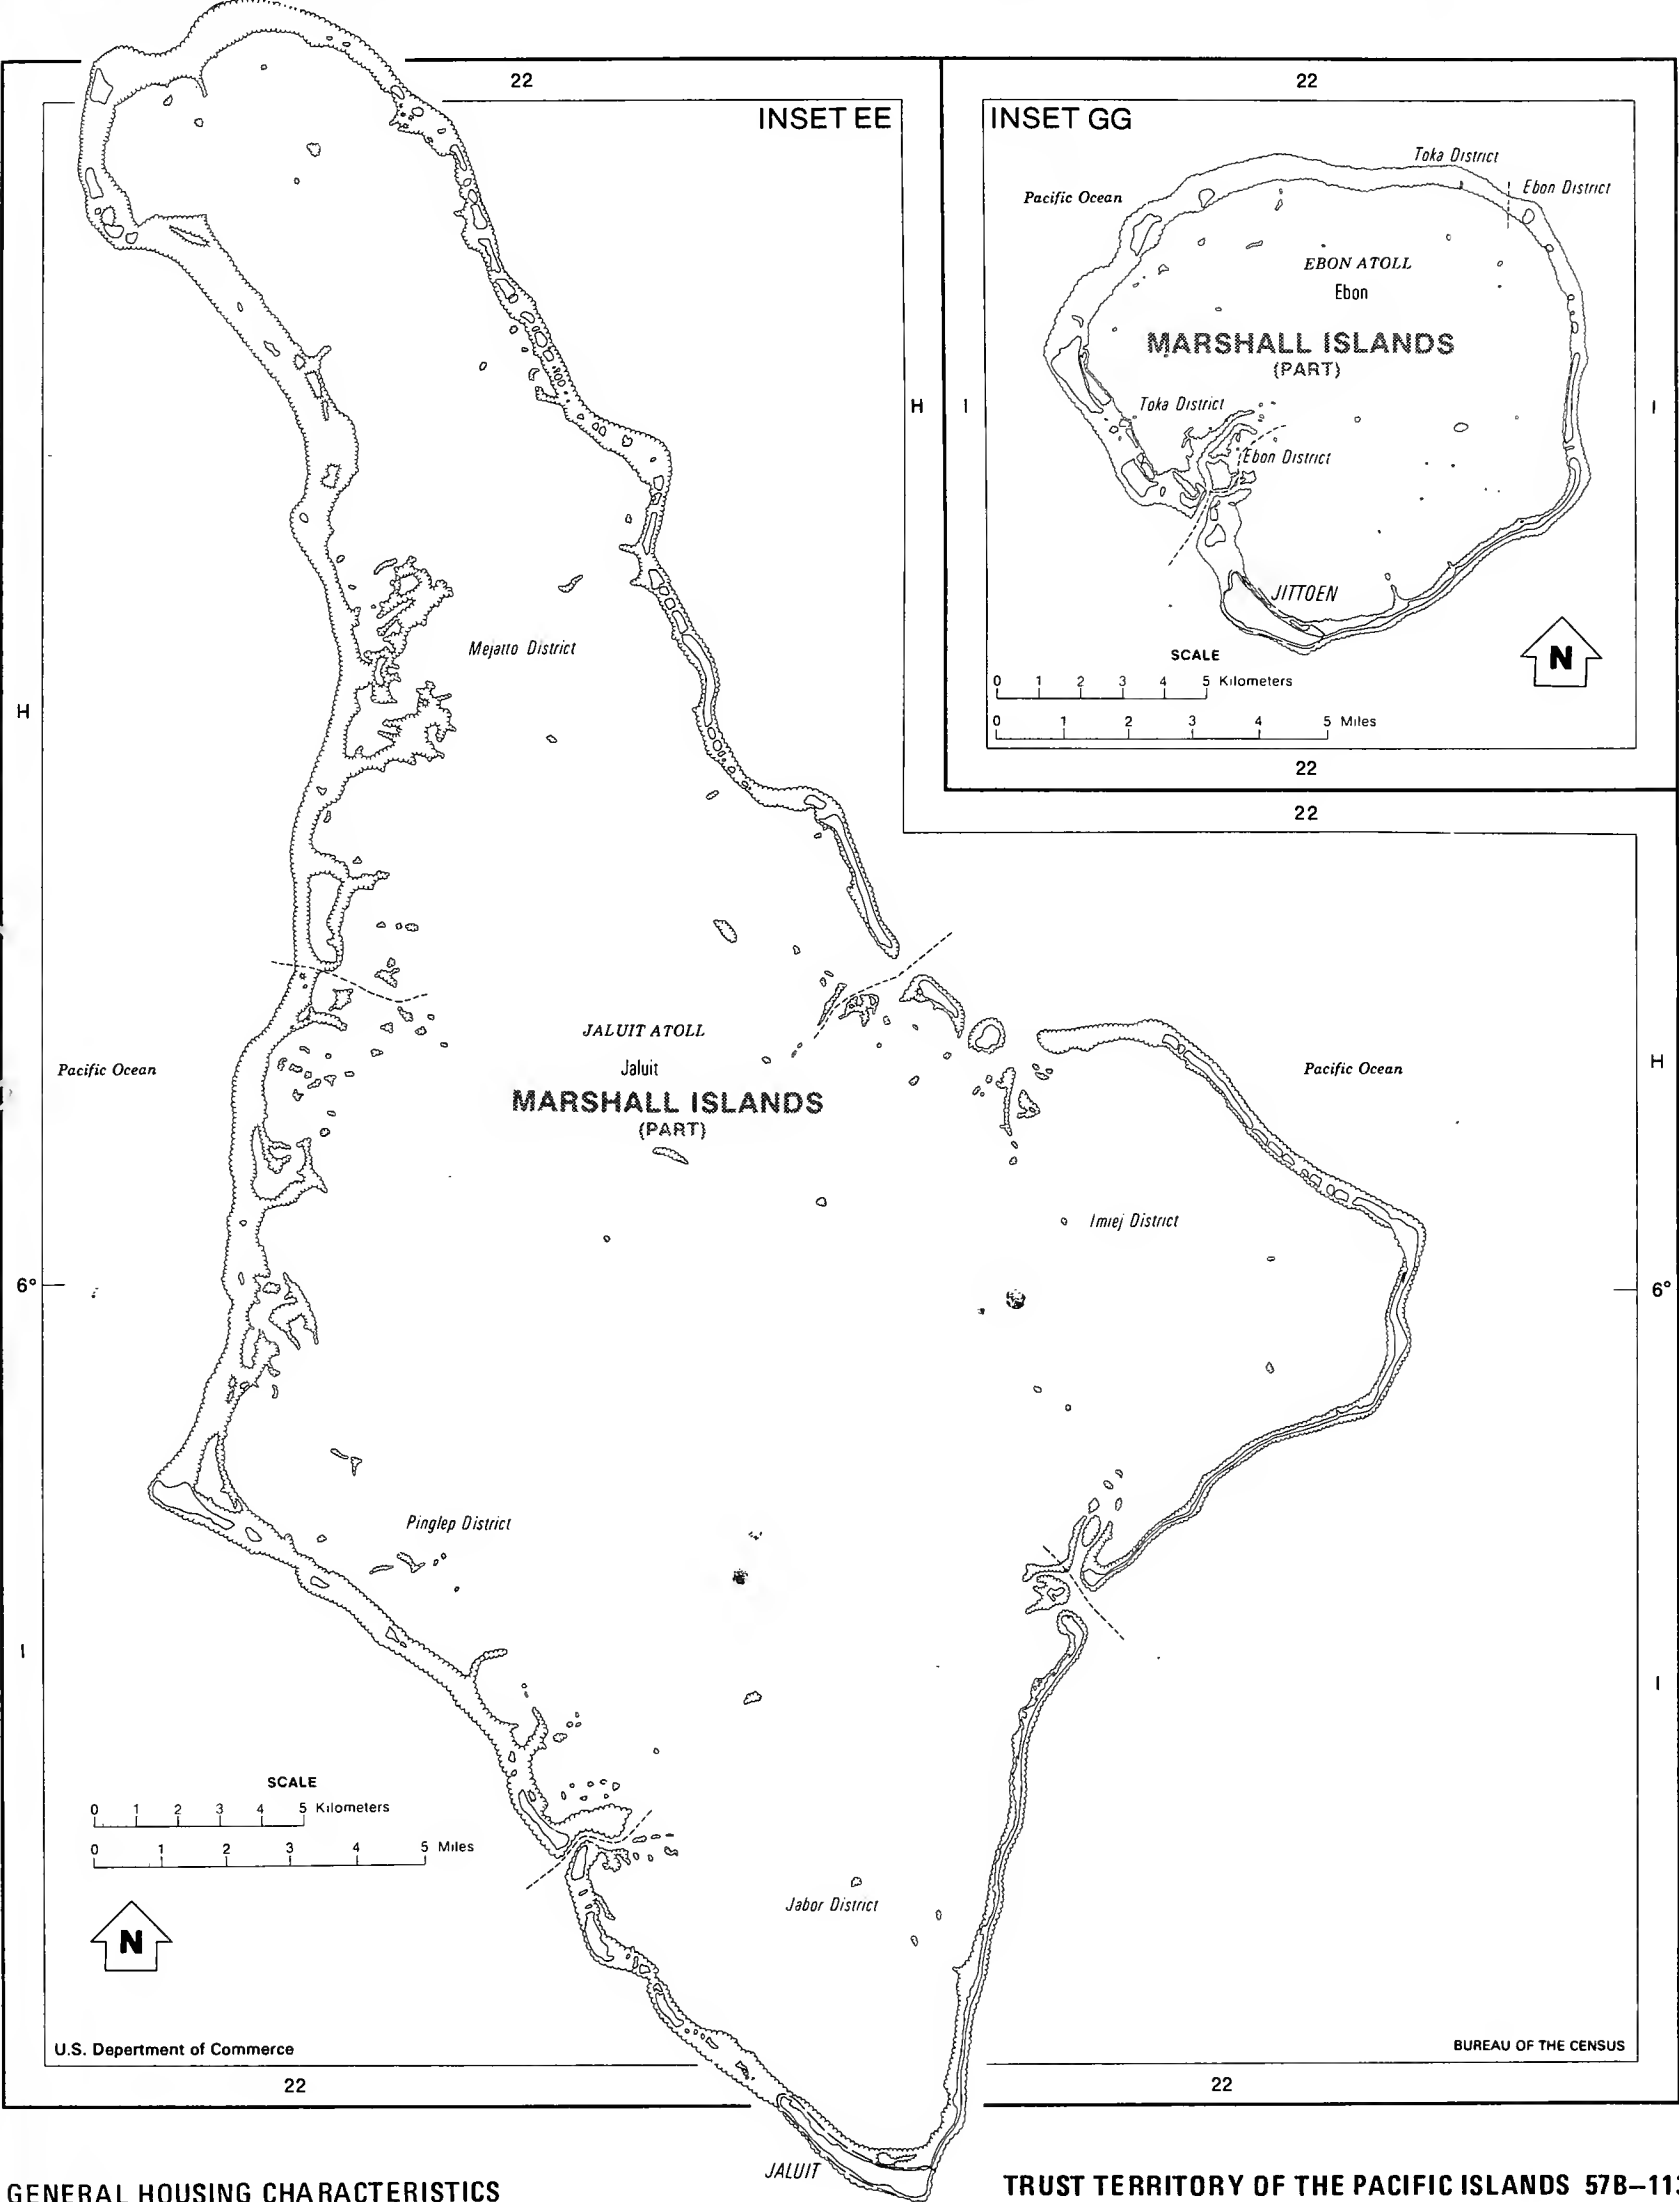 22
22
INSET EE
INSET GG
Toka District
Pacific Ocean
Ebon District
EBON ATOLL
Ebon
MARSHALL ISLANDS
(PART)
Toka District
H
I
I
Ebon District
JITTOEN
SCALE
0 1 2 3 4 5 Kilometers
0 1 2 3 4 5 Miles
N
22
22
Mejatto District
H
JALUIT ATOLL
Jaluit
MARSHALL ISLANDS
(PART)
Pacific Ocean
Pacific Ocean
H
Imiej District
6°
6°
Pinglep District
I
I
SCALE
0 1 2 3 4 5 Kilometers
0 1 2 3 4 5 Miles
N
Jabor District
U.S. Depertment of Commerce
BUREAU OF THE CENSUS
22
22
JALUIT
GENERAL HOUSING CHARACTERISTICS
TRUST TERRITORY OF THE PACIFIC ISLANDS